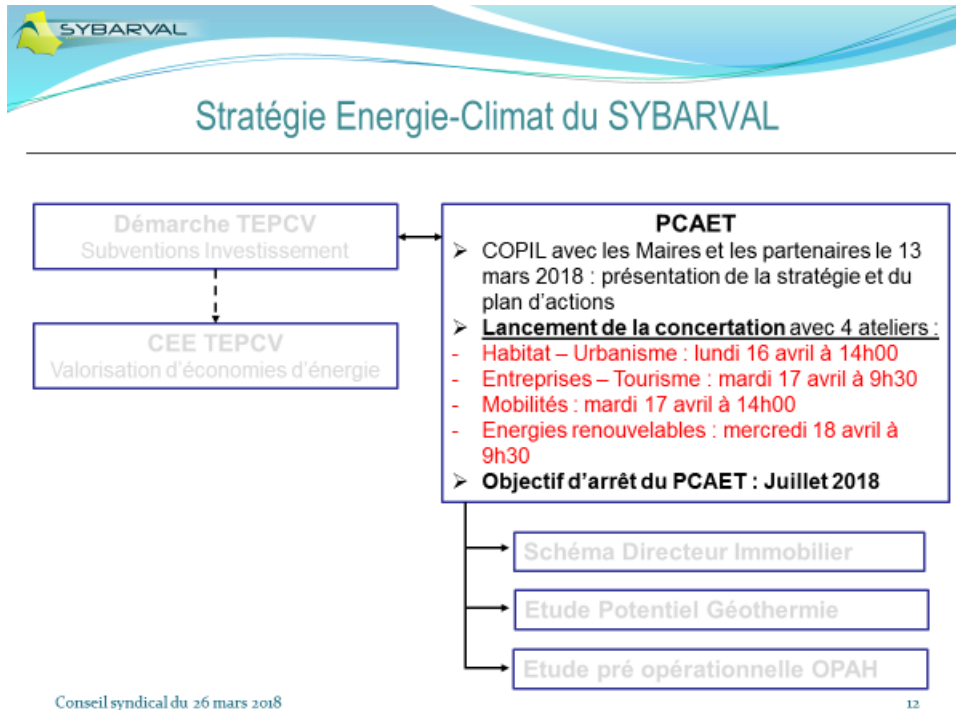 SYBARVAL
Stratégie Energie-Climat du SYBARVAL
Démarche TEPCV
Subventions Investissement
CEE TEPCV
Valorisation d'économies d'énergie
PCAET
➢ COPIL avec les Maires et les partenaires le 13
mars 2018 : présentation de la stratégie et du
plan d'actions
➢ Lancement de la concertation avec 4 ateliers :
- Habitat – Urbanisme : lundi 16 avril à 14h00
- Entreprises – Tourisme : mardi 17 avril à 9h30
- Mobilités : mardi 17 avril à 14h00
- Energies renouvelables : mercredi 18 avril à
9h30
➢ Objectif d'arrêt du PCAET : Juillet 2018
Schéma Directeur Immobilier
Etude Potentiel Géothermie
Etude pré opérationnelle OPAH
Conseil syndical du 26 mars 2018
12